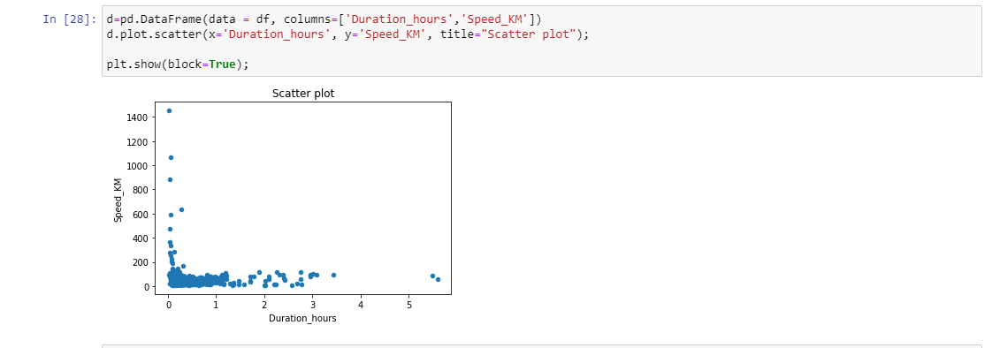 In [28]:
d=pd.DataFrame(data = df, columns=['Duration_hours','Speed_KM'])
d.plot.scatter(x='Duration_hours', y='Speed_KM', title="Scatter plot");
plt.show(block=True);
Scatter plot
1400
1200
1000
800
600
400
200
0
Speed_KM
0 1 2 3 4 5
Duration_hours